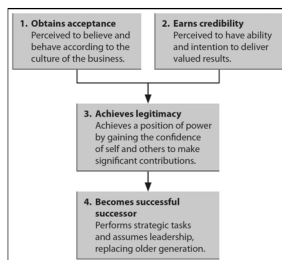 1. Obtains acceptance
Perceived to believe and
behave according to the
culture of the business.
2. Earns credibility
Perceived to have ability
and intention to deliver
valued results.
3. Achieves legitimacy
Achieves a position of power
by gaining the confidence
of self and others to make
significant contributions.
4. Becomes successful
successor
Performs strategic tasks
and assumes leadership,
replacing older generation.